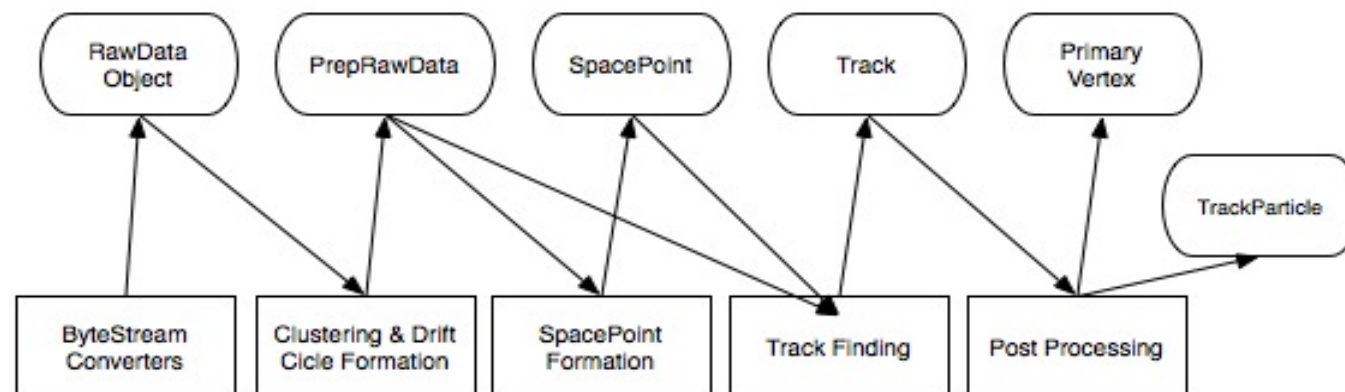 RawData
Object
PrepRawData
SpacePoint
Track
Primary
Vertex
TrackParticle
ByteStream
Converters
Clustering & Drift
Cicle Formation
SpacePoint
Formation
Track Finding
Post Processing